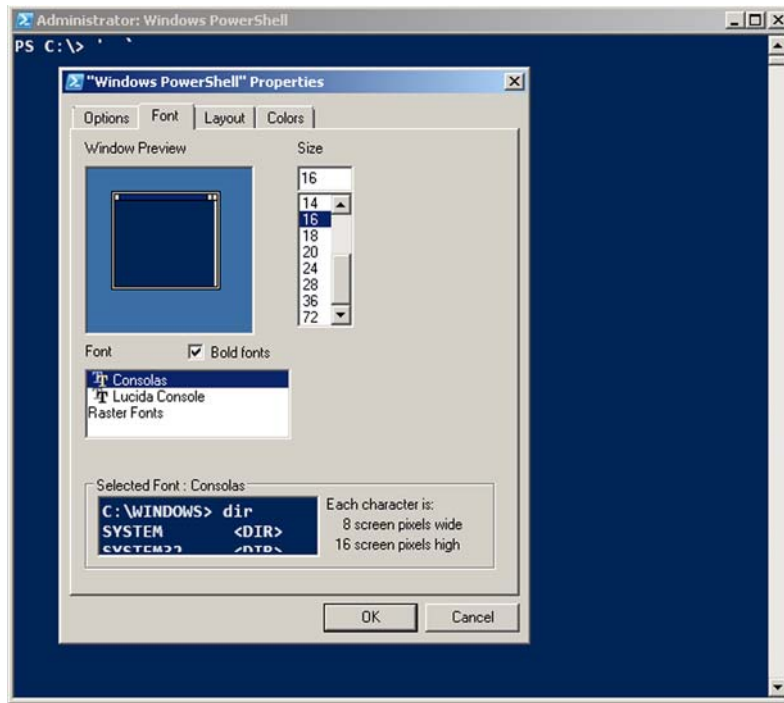 Administrator: Windows PowerShell
PS C:\> '  `
"Windows PowerShell" Properties
Options Font Layout Colors
Window Preview
Size
16
14
16
18
20
24
28
36
72
Font
Bold fonts
Consolas
Lucida Console
Raster Fonts
Selected Font : Consolas
C:\WINDOWS> dir
SYSTEM <DIR>
SYSTEM32 <DIR>
Each character is:
8 screen pixels wide
16 screen pixels high
OK
Cancel